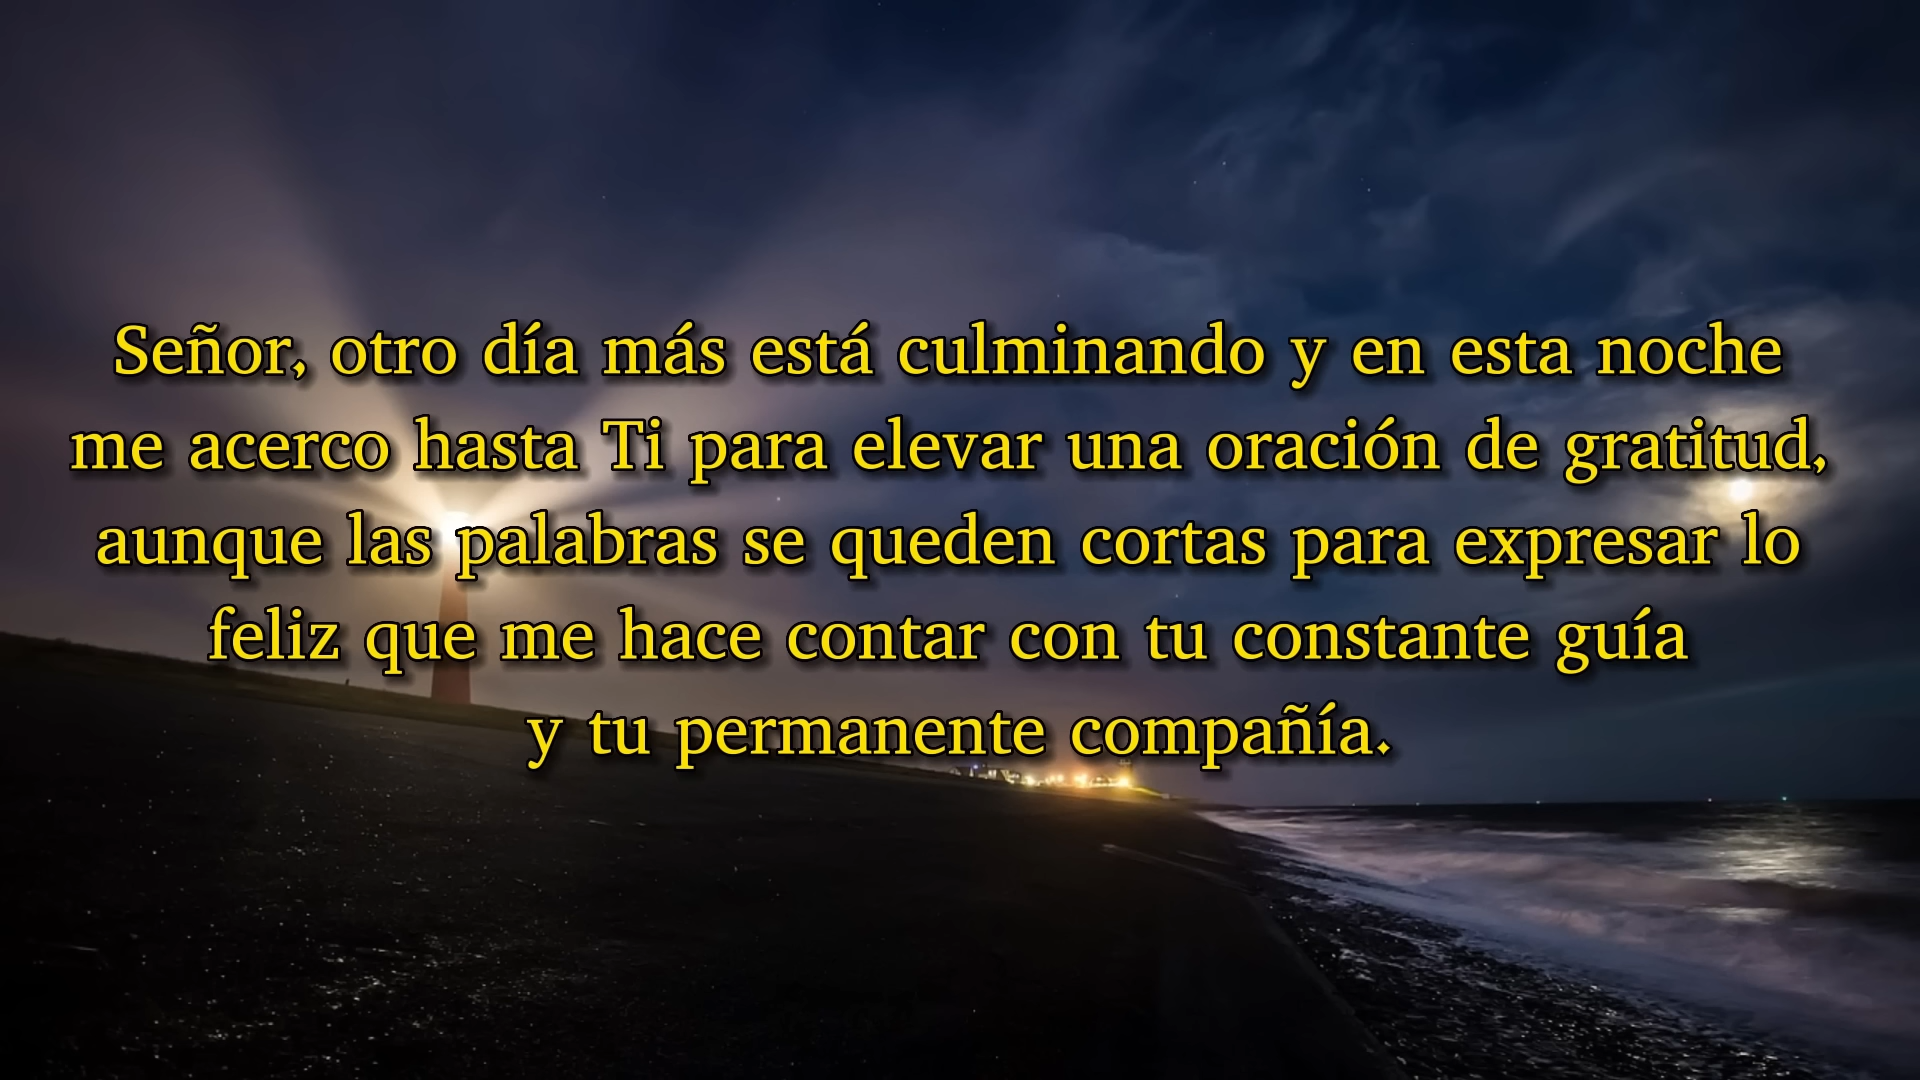 Señor, otro día más está culminando y en esta noche
me acerco hasta Ti para elevar una oración de gratitud,
aunque las palabras se queden cortas para expresar lo
feliz que me hace contar con tu constante guía
y tu permanente compañía.